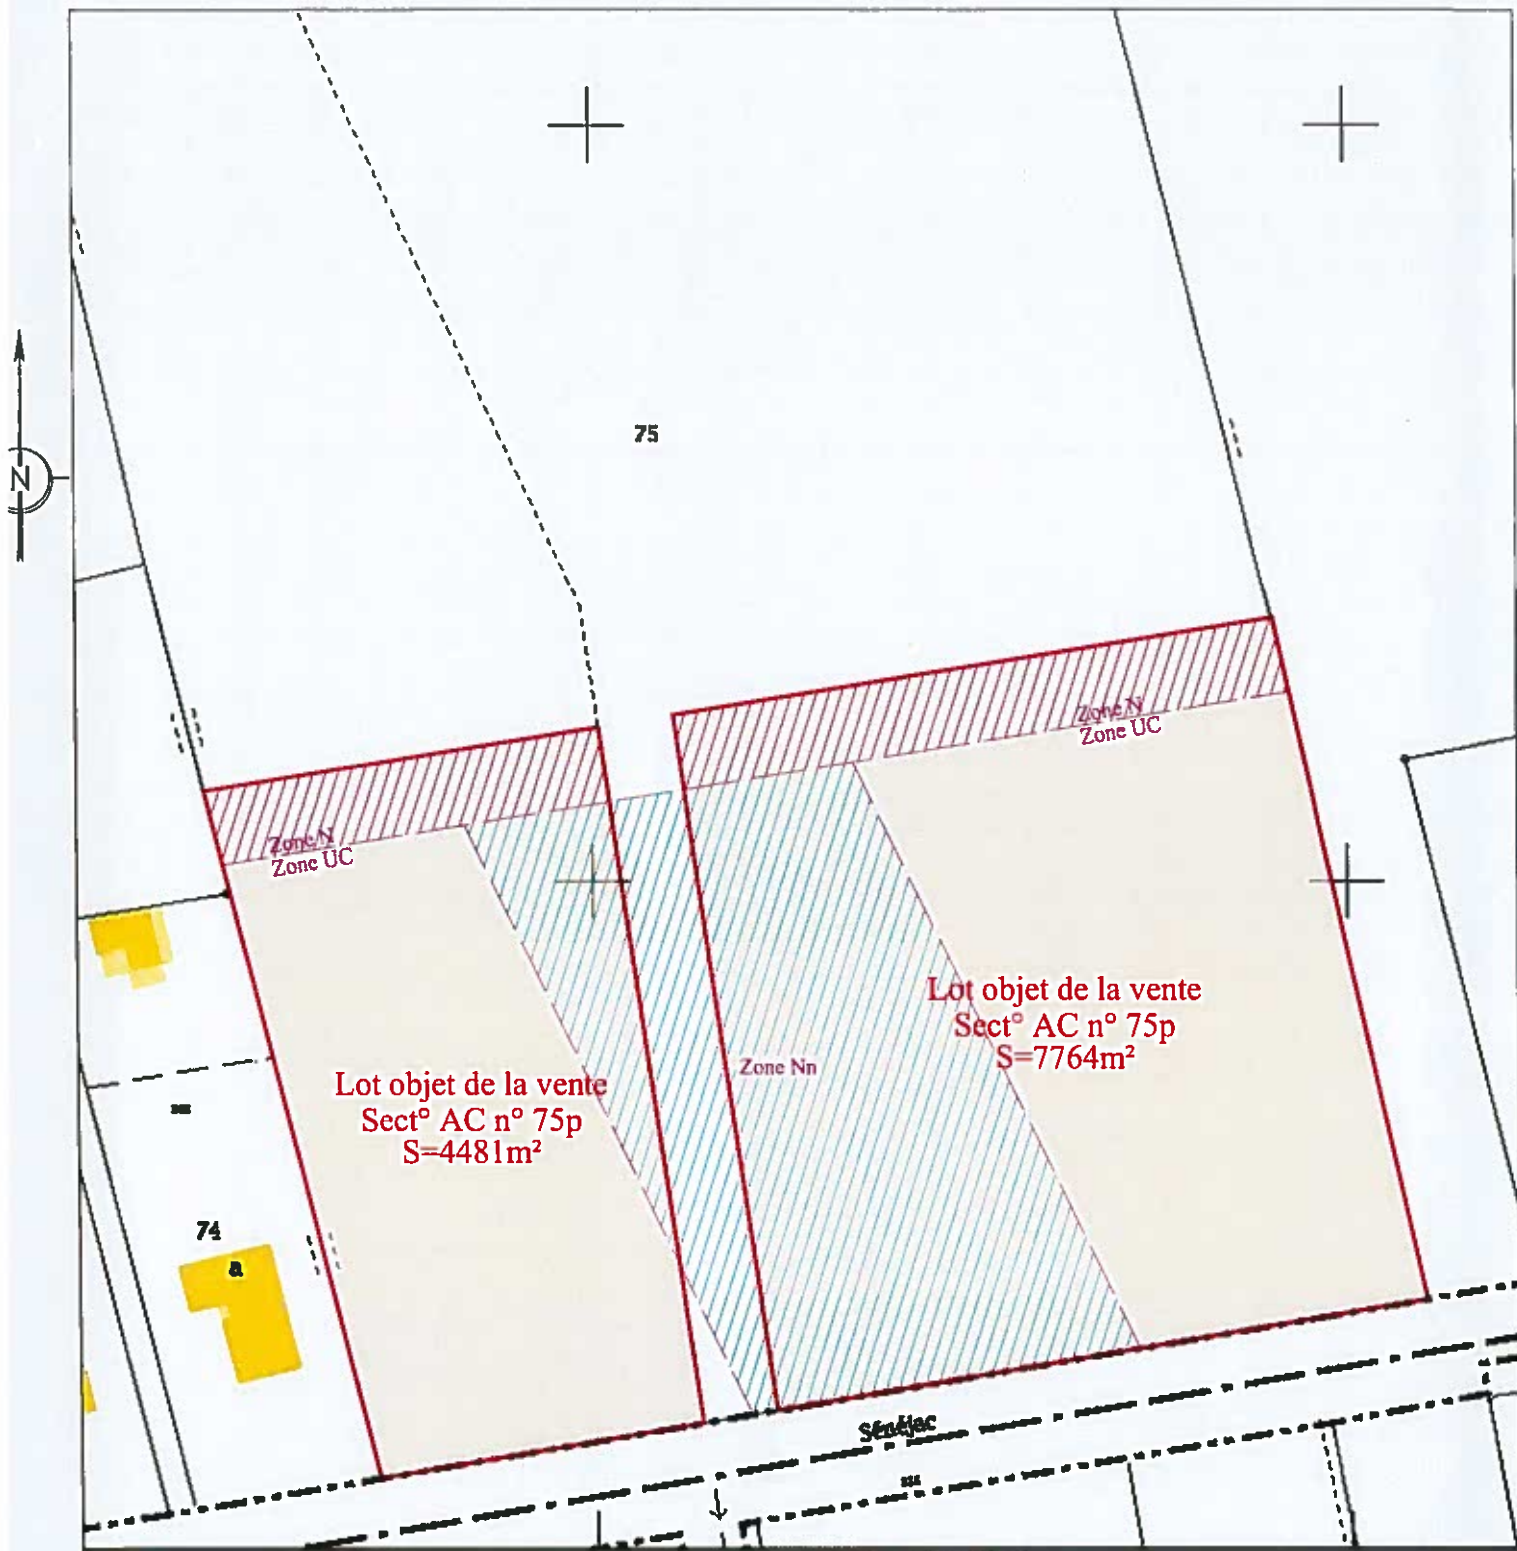 N
75
Zone N
Zone UC
Zone N
Zone UC
Lot objet de la vente
Sect° AC n° 75p
S=7764m²
Zone Nn
Lot objet de la vente
Sect° AC n° 75p
S=4481m²
74
a
Sénéjac